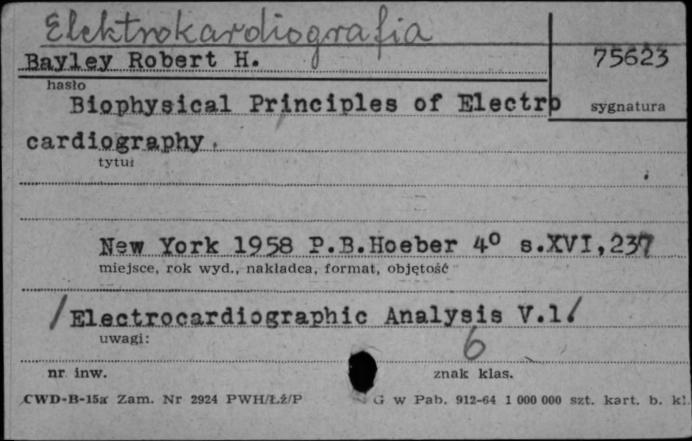 Elektrokardiografia
Bayley Robert H. 75623
hasło
Biophysical Principles of Electro sygnatura
cardiography.
tytuł
New York 1958 P.B.Hoeber 4º s.XVI,237
miejsce, rok wyd., nakładca, format, objętość
/Electrocardiographic Analysis V.1/
uwagi:
6
nr inw. znak klas.
CWD-B-15a Zam. Nr 2924 PWH/Łż/P G w Pab. 912-64 1 000 000 szt. kart. b. kl.